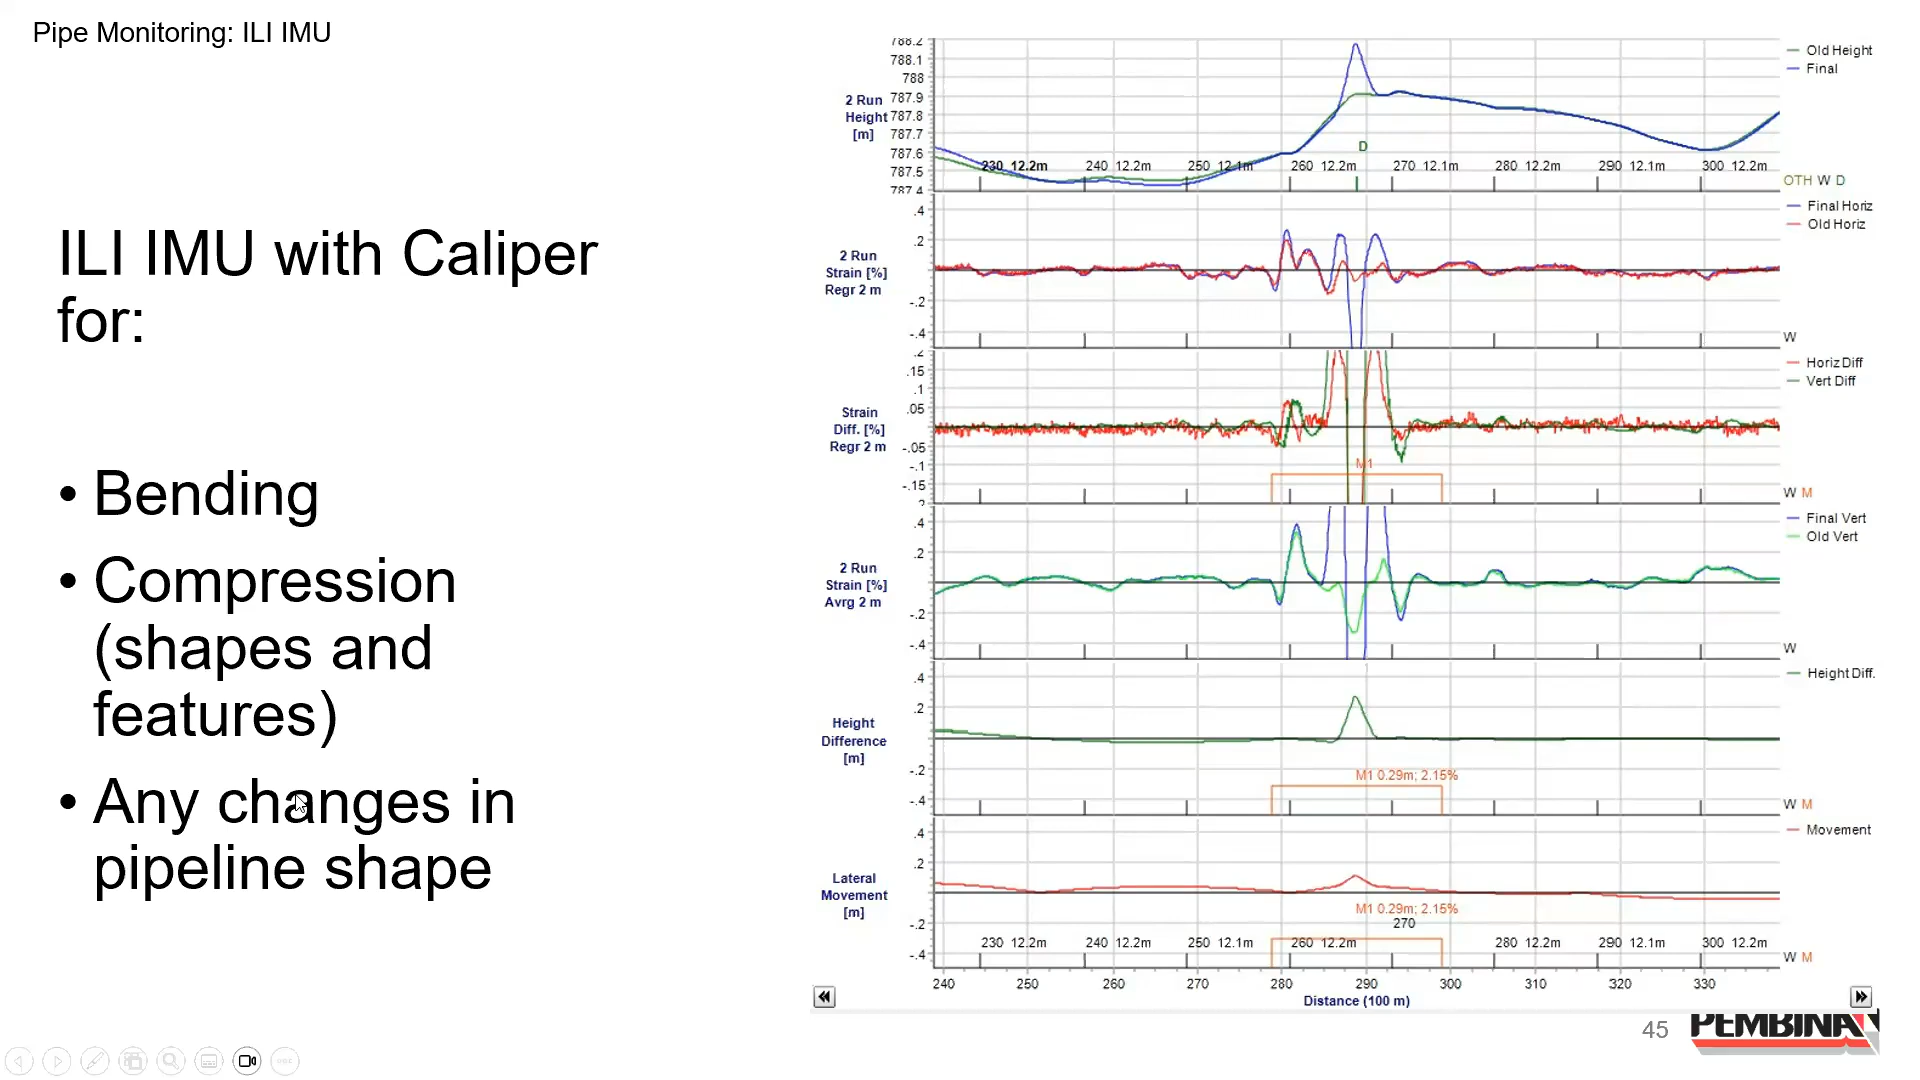 Pipe Monitoring: ILI IMU
ILI IMU with Caliper
for:
• Bending
• Compression
(shapes and
features)
• Any changes in
pipeline shape
2 Run
Height
[m]
788.2
788.1
788
787.9
787.8
787.7
787.6
787.5
787.4
D
230 12.2m 240 12.2m 250 12.1m 260 12.2m 270 12.1m 280 12.2m 290 12.1m 300 12.2m
Old Height
Final
OTH W D
2 Run
Strain [%]
Regr 2 m
.4
.2
-.2
-.4
Final Horiz
Old Horiz
W
Strain
Diff. [%]
Regr 2 m
.2
.15
.1
.05
-.05
-.1
-.15
M1
Horiz Diff
Vert Diff
W M
2 Run
Strain [%]
Avrg 2 m
.4
.2
-.2
-.4
Final Vert
Old Vert
W
Height
Difference
[m]
.4
.2
-.2
-.4
M1 0.29m; 2.15%
Height Diff.
W M
Lateral
Movement
[m]
.4
.2
-.2
-.4
M1 0.29m; 2.15%
270
230 12.2m 240 12.2m 250 12.1m 260 12.2m 280 12.2m 290 12.1m 300 12.2m
Movement
W M
240 250 260 270 280 290 300 310 320 330
Distance (100 m)
45
PEMBINA